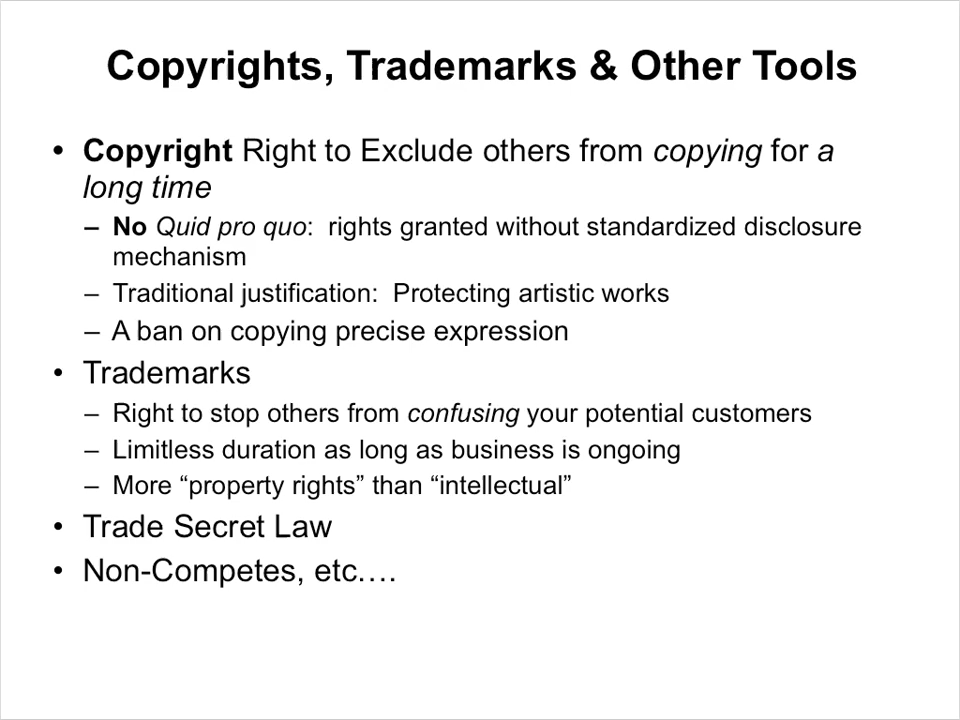 Copyrights, Trademarks & Other Tools
• Copyright Right to Exclude others from copying for a
long time
– No Quid pro quo:  rights granted without standardized disclosure
mechanism
– Traditional justification:  Protecting artistic works
– A ban on copying precise expression
• Trademarks
– Right to stop others from confusing your potential customers
– Limitless duration as long as business is ongoing
– More “property rights” than “intellectual”
• Trade Secret Law
• Non-Competes, etc….